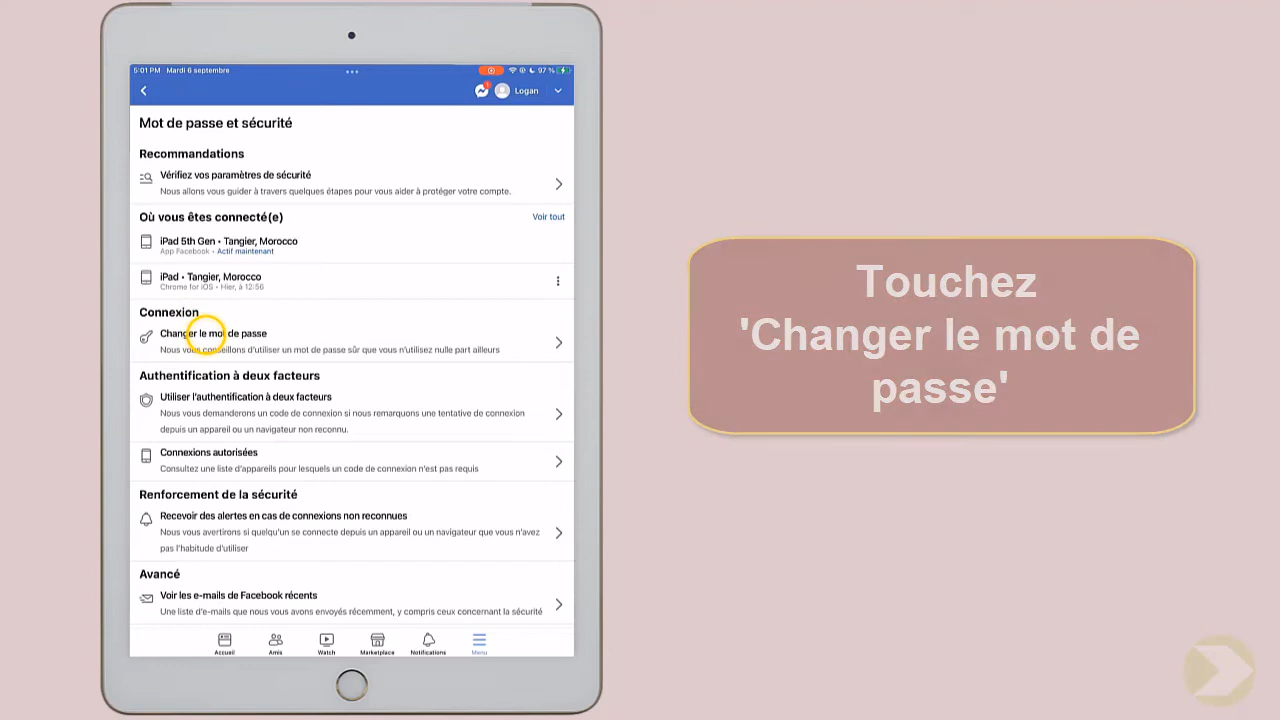 5:01 PM Mardi 6 septembre
97 %
Logan
Mot de passe et sécurité
Recommandations
Vérifiez vos paramètres de sécurité
Nous allons vous guider à travers quelques étapes pour vous aider à protéger votre compte.
Où vous êtes connecté(e)
Voir tout
iPad 5th Gen • Tangier, Morocco
App Facebook • Actif maintenant
iPad • Tangier, Morocco
Chrome for iOS • Hier, à 12:56
Connexion
Changer le mot de passe
Nous vous conseillons d'utiliser un mot de passe sûr que vous n'utilisez nulle part ailleurs
Authentification à deux facteurs
Utiliser l'authentification à deux facteurs
Nous vous demanderons un code de connexion si nous remarquons une tentative de connexion
depuis un appareil ou un navigateur non reconnu.
Connexions autorisées
Consultez une liste d'appareils pour lesquels un code de connexion n'est pas requis
Renforcement de la sécurité
Recevoir des alertes en cas de connexions non reconnues
Nous vous avertirons si quelqu'un se connecte depuis un appareil ou un navigateur que vous n'avez
pas l'habitude d'utiliser
Avancé
Voir les e-mails de Facebook récents
Une liste d'e-mails que nous vous avons envoyés récemment, y compris ceux concernant la sécurité
Accueil Amis Watch Marketplace Notifications Menu
Touchez
'Changer le mot de
passe'